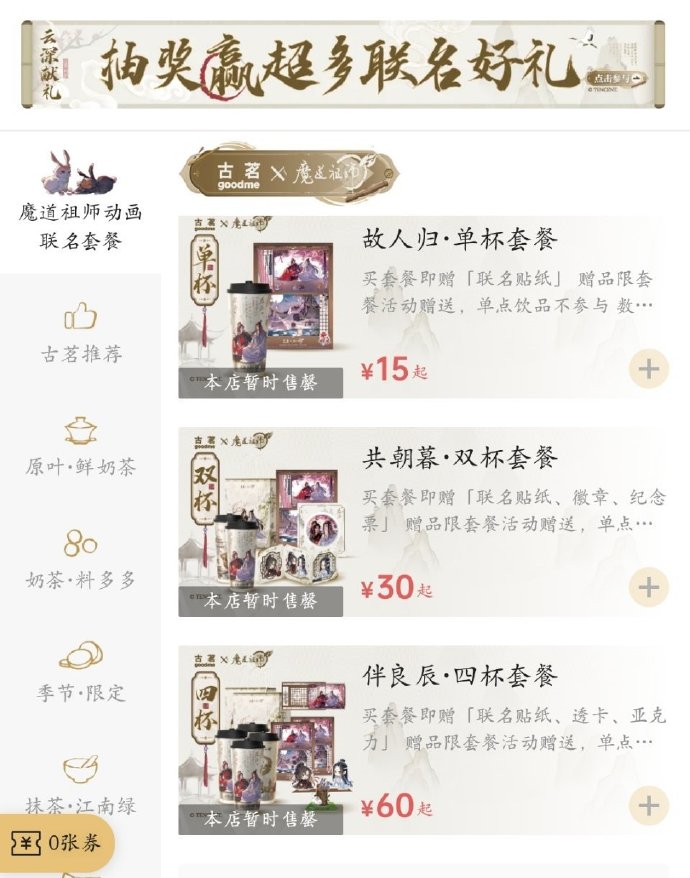 云深献礼
抽奖赢超多联名好礼
点击参与
© TENCENT
魔道祖师动画
联名套餐
古茗推荐
原叶·鲜奶茶
奶茶·料多多
季节·限定
抹茶·江南绿
¥ 0张券
古茗 × 魔道祖师
goodme
古茗 × 魔道祖师
goodme
单杯
本店暂时售罄
故人归·单杯套餐
买套餐即赠「联名贴纸」 赠品限套
餐活动赠送，单点饮品不参与 数…
¥15起
古茗 × 魔道祖师
goodme
双杯
本店暂时售罄
共朝暮·双杯套餐
买套餐即赠「联名贴纸、徽章、纪念
票」 赠品限套餐活动赠送，单点…
¥30起
古茗 × 魔道祖师
goodme
四杯
本店暂时售罄
伴良辰·四杯套餐
买套餐即赠「联名贴纸、透卡、亚克
力」 赠品限套餐活动赠送，单点…
¥60起